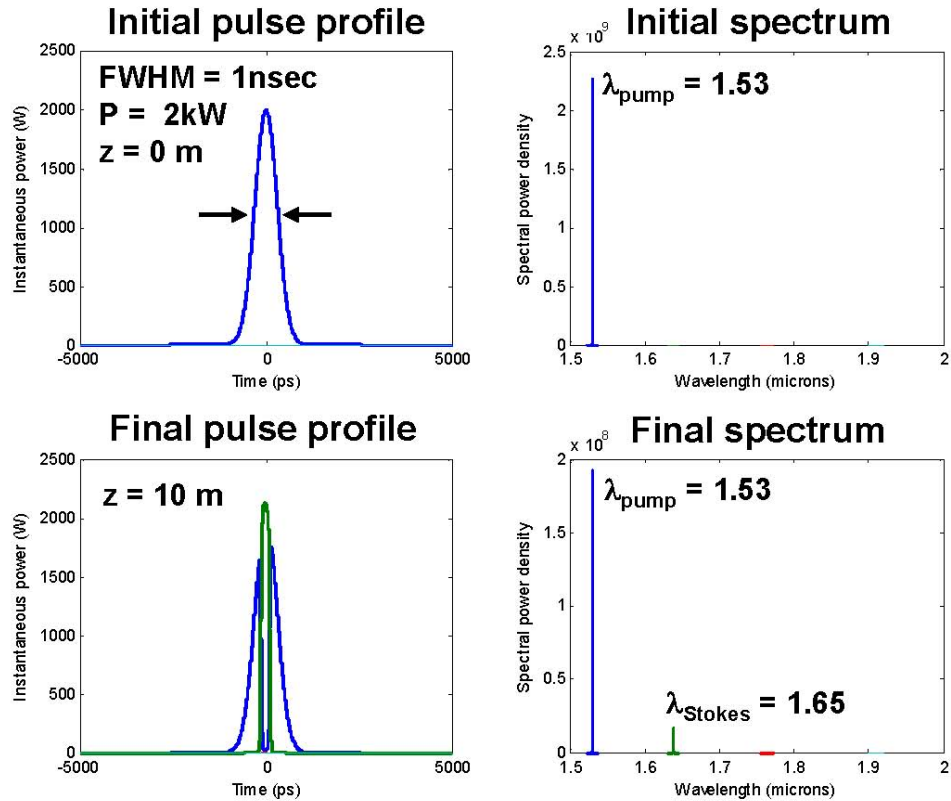 Initial pulse profile
2500
2000
1500
1000
500
0
-5000
0
5000
Instantaneous power (W)
Time (ps)
FWHM = 1nsec
P = 2kW
z = 0 m
Initial spectrum
x 10^9
2.5
2
1.5
1
0.5
0
1.5
1.6
1.7
1.8
1.9
2
Spectral power density
Wavelength (microns)
λpump = 1.53
Final pulse profile
2500
2000
1500
1000
500
0
-5000
0
5000
Instantaneous power (W)
Time (ps)
z = 10 m
Final spectrum
x 10^8
2
1.5
1
0.5
0
1.5
1.6
1.7
1.8
1.9
2
Spectral power density
Wavelength (microns)
λpump = 1.53
λStokes = 1.65